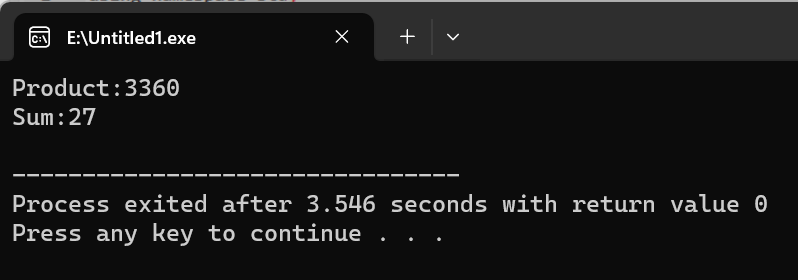 E:\Untitled1.exe
Product:3360
Sum:27
--------------------------------
Process exited after 3.546 seconds with return value 0
Press any key to continue . . .